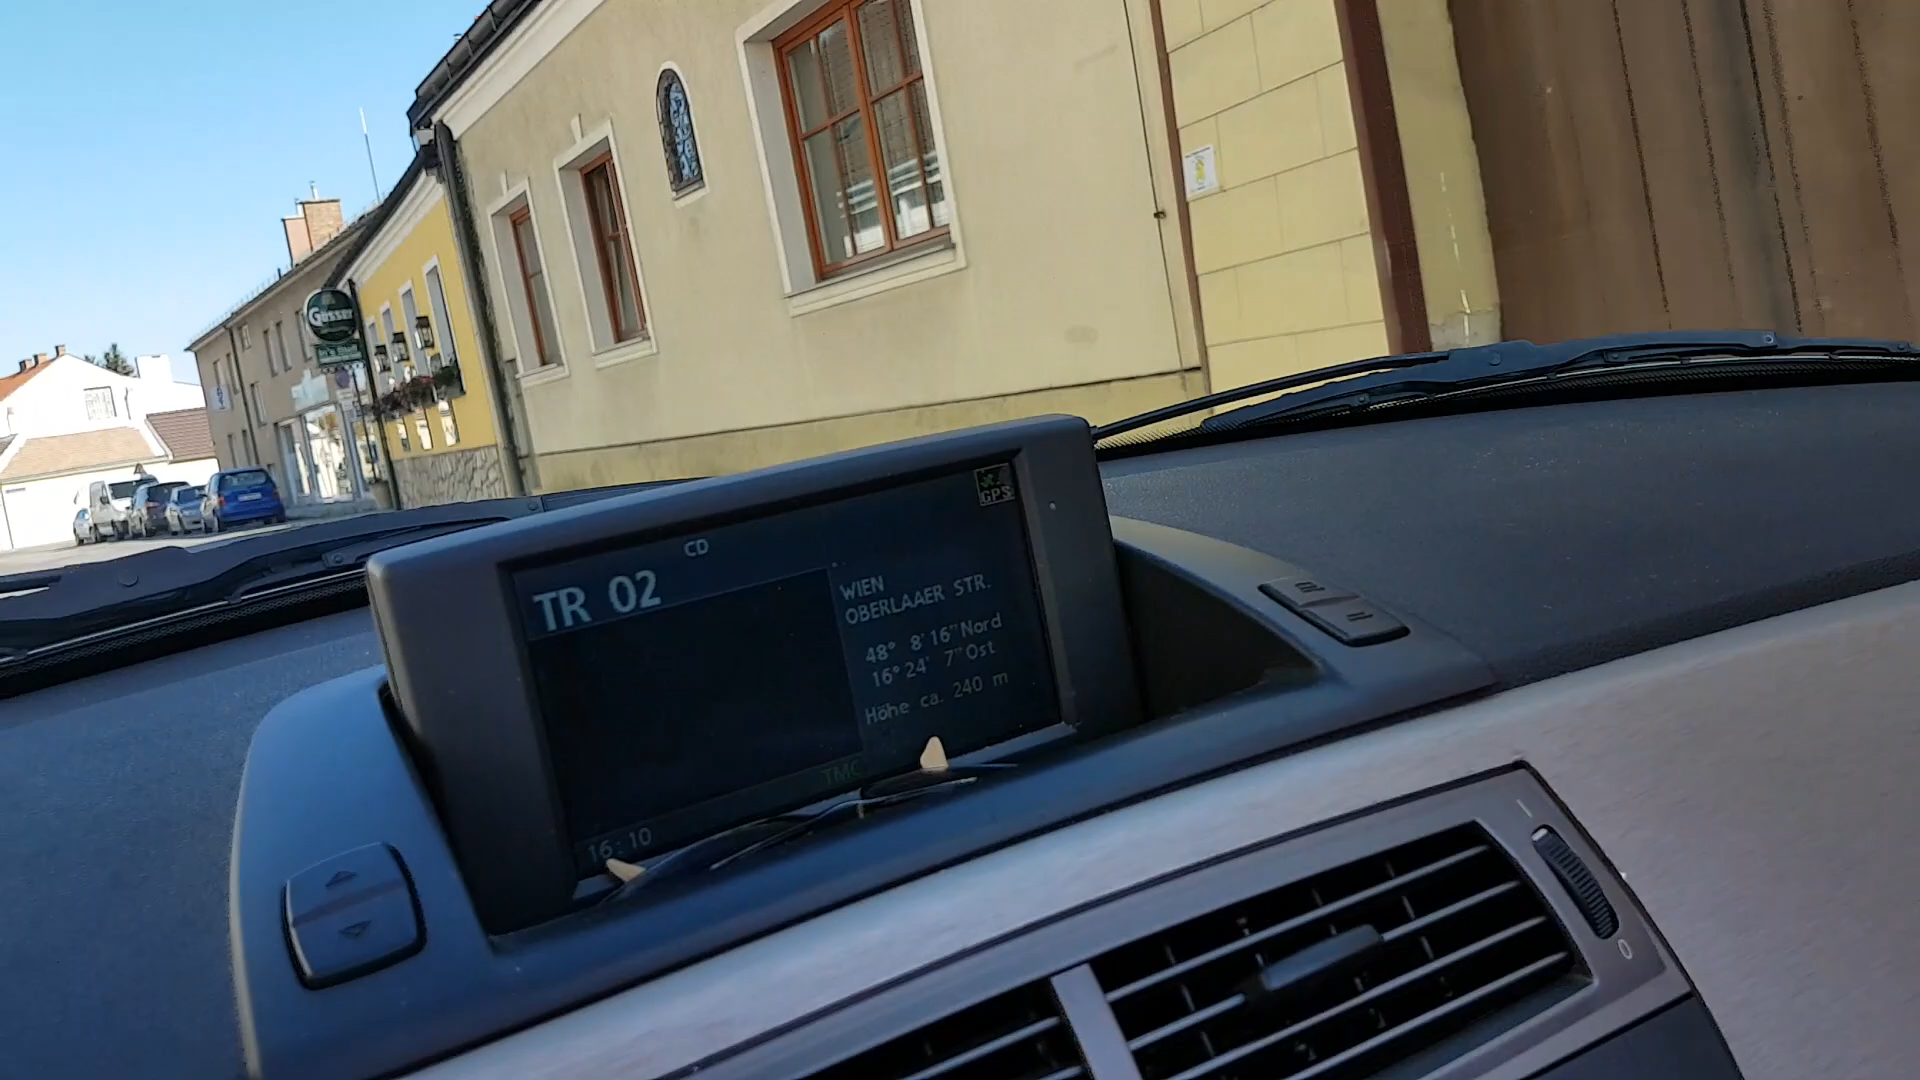 Gösser
GPS
CD
TR 02
WIEN
OBERLAAER STR.
48° 8'16"Nord
16°24' 7"Ost
Höhe ca. 240 m
TMC
16:10
0